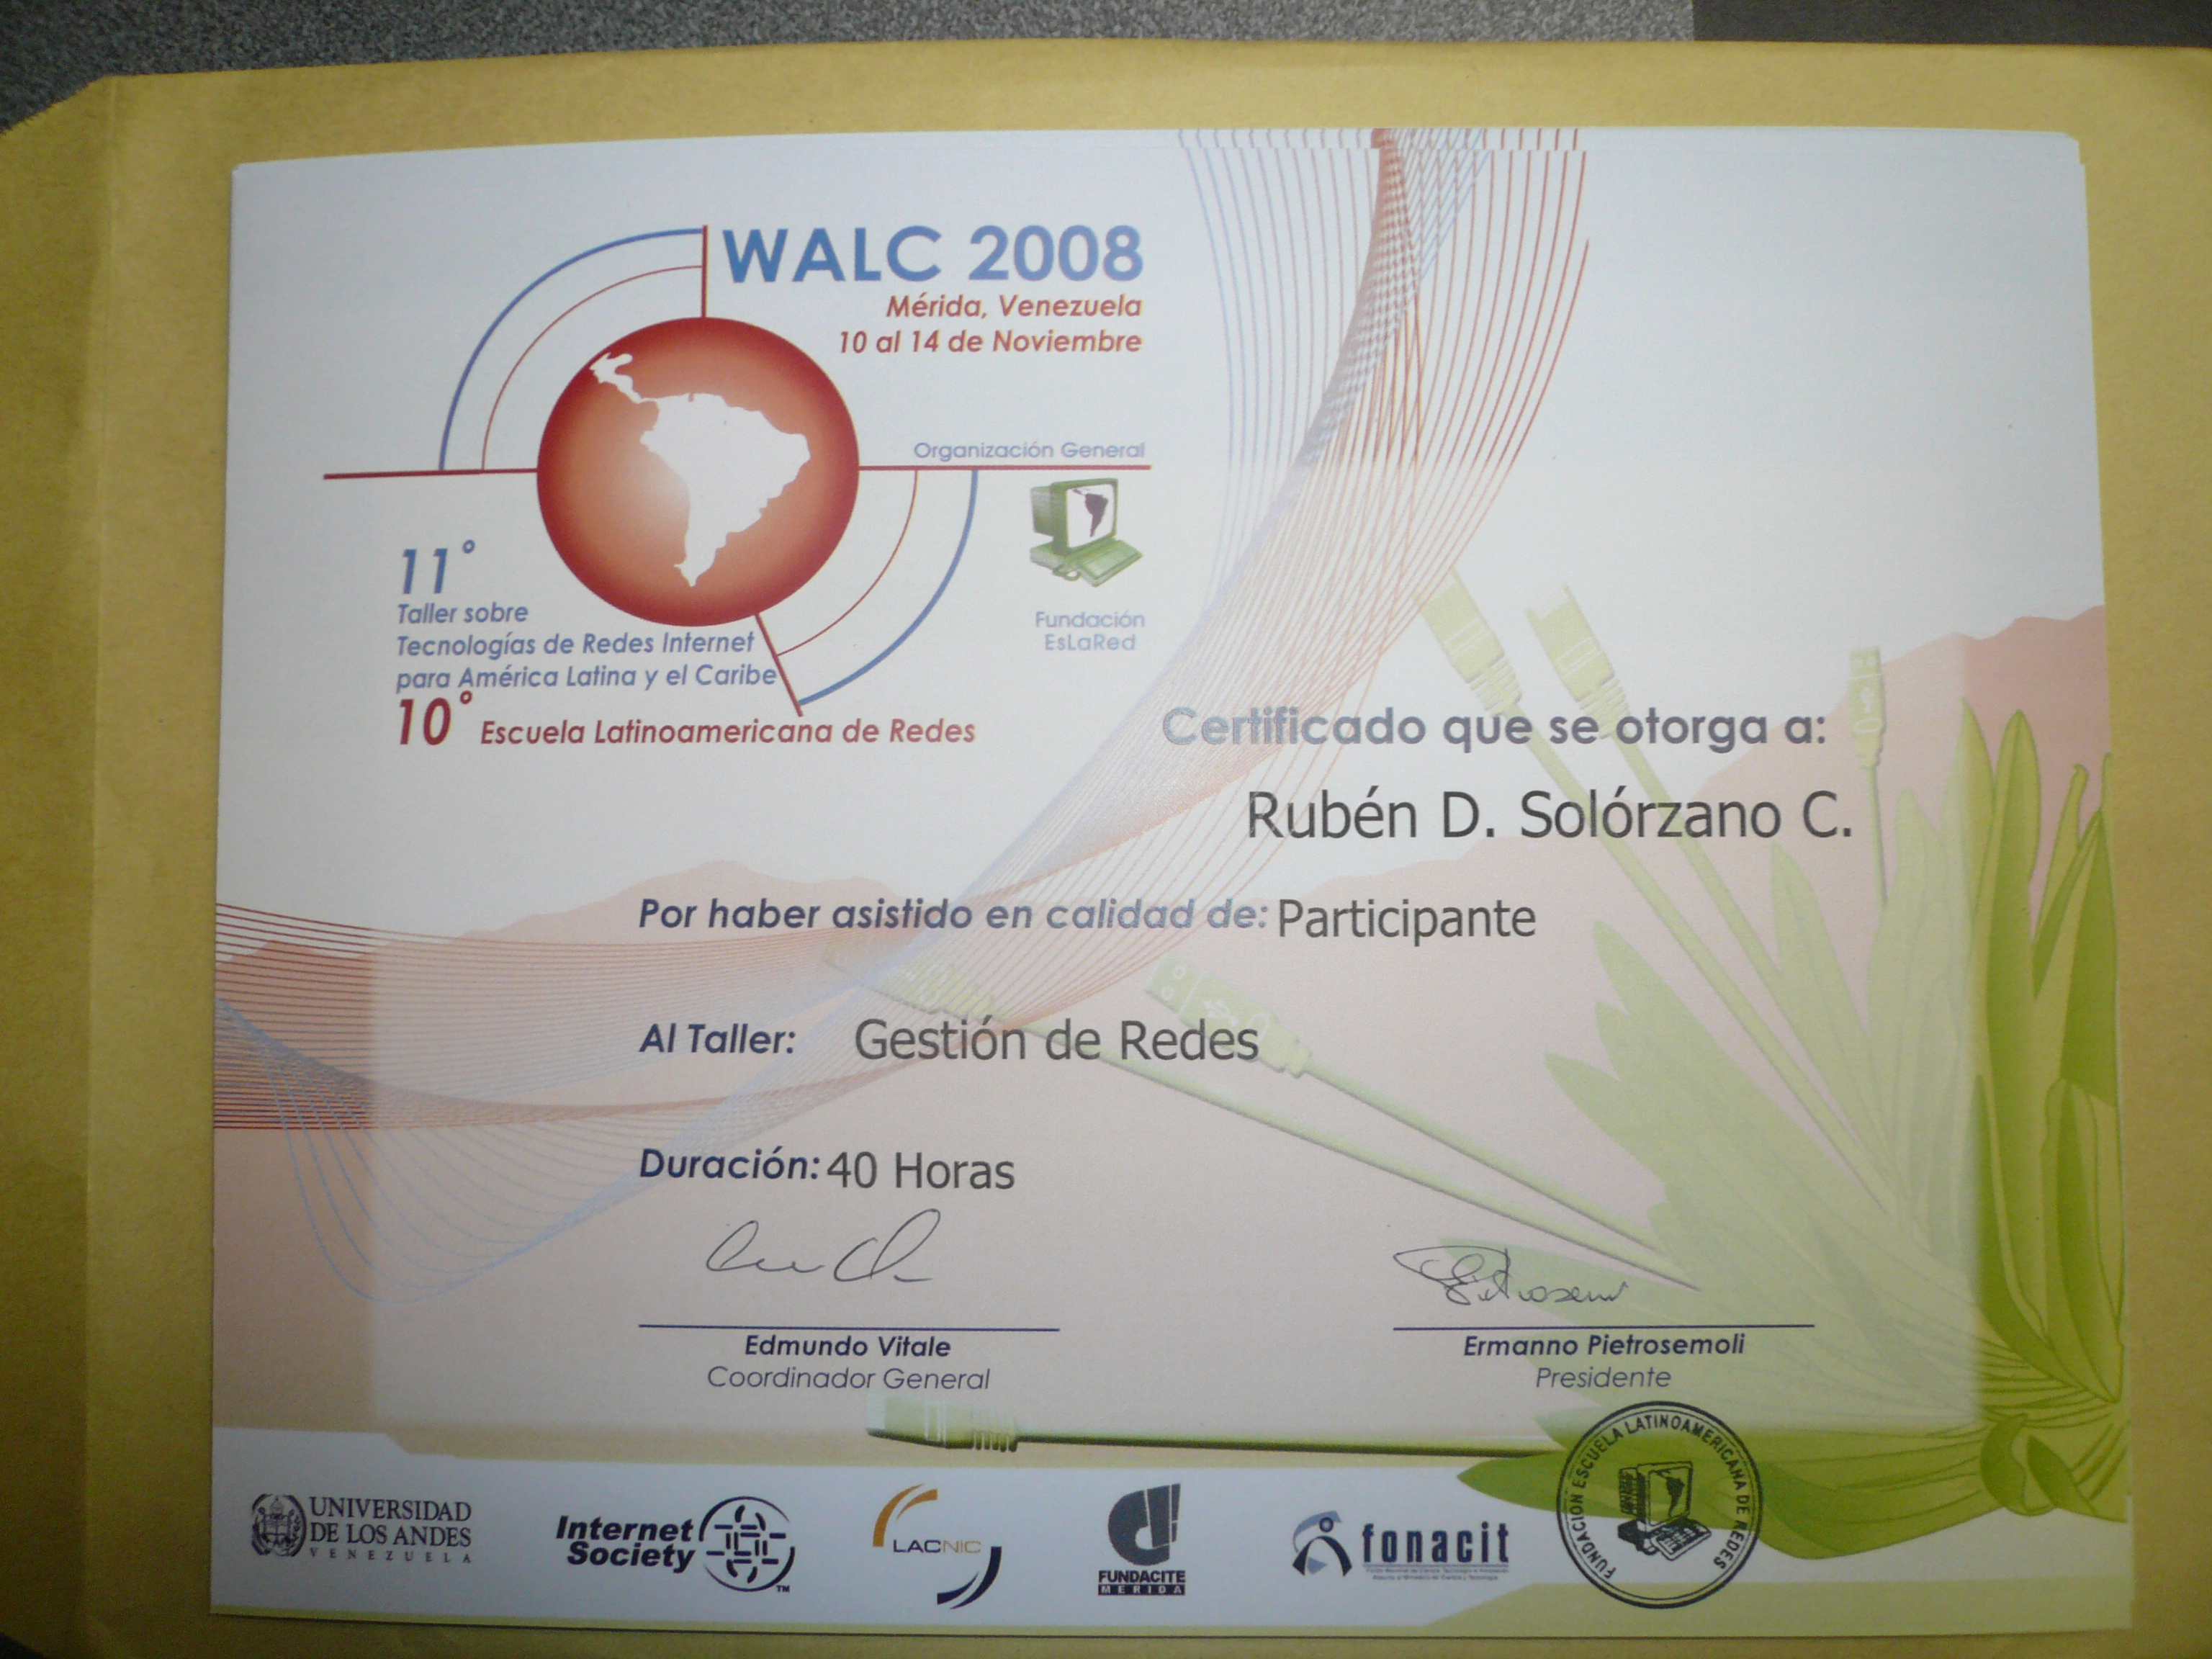 WALC 2008
Mérida, Venezuela
10 al 14 de Noviembre
Organización General
Fundación
EsLaRed
11°
Taller sobre
Tecnologías de Redes Internet
para América Latina y el Caribe
10° Escuela Latinoamericana de Redes
Certificado que se otorga a:
Rubén D. Solórzano C.
Por haber asistido en calidad de: Participante
Al Taller: Gestión de Redes
Duración: 40 Horas
Edmundo Vitale
Coordinador General
Ermanno Pietrosemoli
Presidente
FUNDACION ESCUELA LATINOAMERICANA DE REDES
UNIVERSIDAD
DE LOS ANDES
VENEZUELA
Internet
Society
TM
LACNIC
FUNDACITE
MERIDA
fonacit